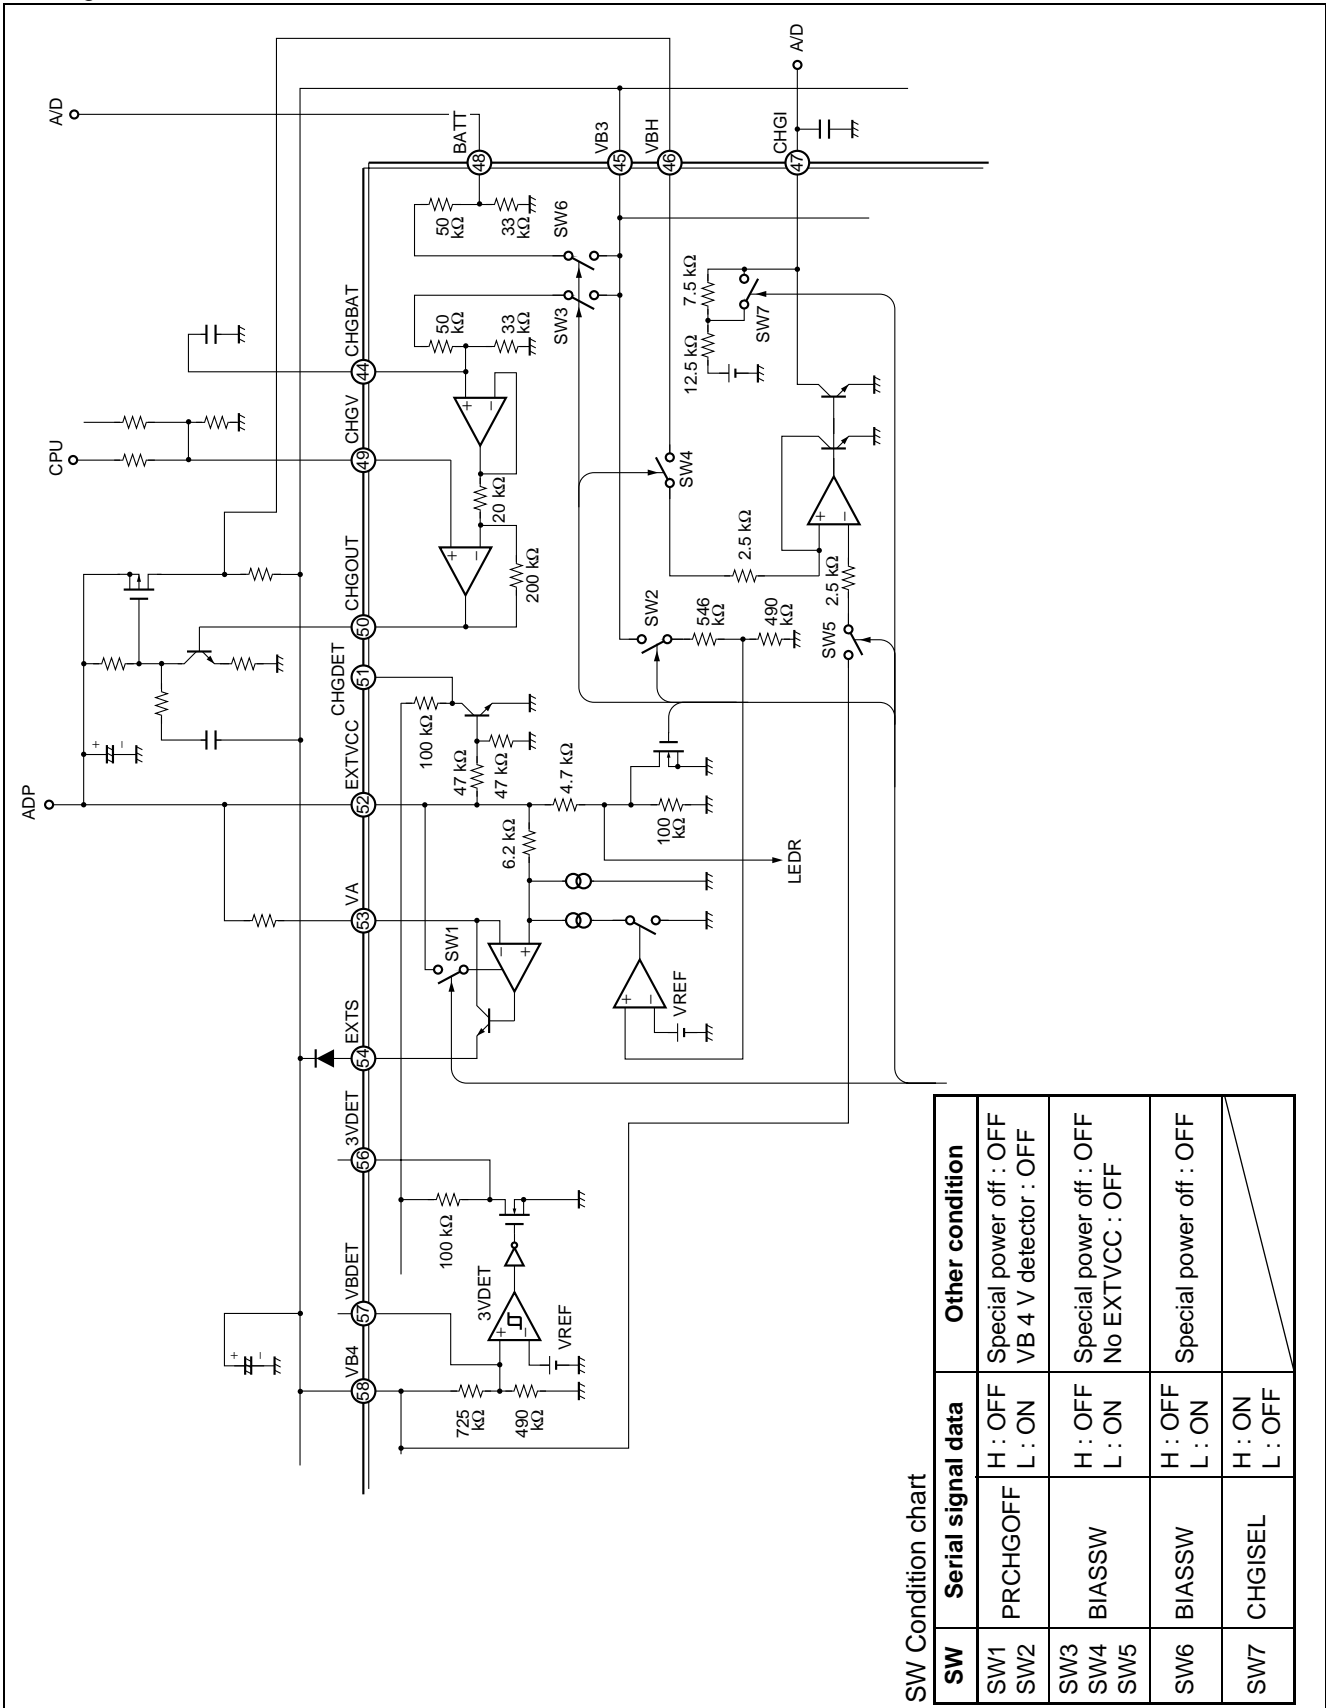 ADP
CPU
A/D
A/D
VB4
VBDET
3VDET
EXTS
VA
EXTVCC
CHGDET
CHGOUT
CHGV
CHGBAT
BATT
VB3
VBH
CHGI
58
57
56
54
53
52
51
50
49
44
48
45
46
47
+
−
+
−
725
kΩ
490
kΩ
3VDET
+
−
VREF
100 kΩ
SW1
−
+
+
−
VREF
6.2 kΩ
4.7 kΩ
100
kΩ
LEDR
100 kΩ
47 kΩ
47 kΩ
200 kΩ
20 kΩ
+
−
+
−
50
kΩ
33
kΩ
50
kΩ
33
kΩ
SW3
SW6
SW2
546
kΩ
490
kΩ
SW4
2.5 kΩ
2.5 kΩ
SW5
+
−
12.5 kΩ
7.5 kΩ
SW7
SW Condition chart
SW Serial signal data Other condition
SW1 PRCHGOFF H : OFF Special power off : OFF
SW2 L : ON VB 4 V detector : OFF
SW3 H : OFF Special power off : OFF
SW4 BIASSW L : ON No EXTVCC : OFF
SW5
SW6 BIASSW H : OFF Special power off : OFF
L : ON
SW7 CHGISEL H : ON
L : OFF